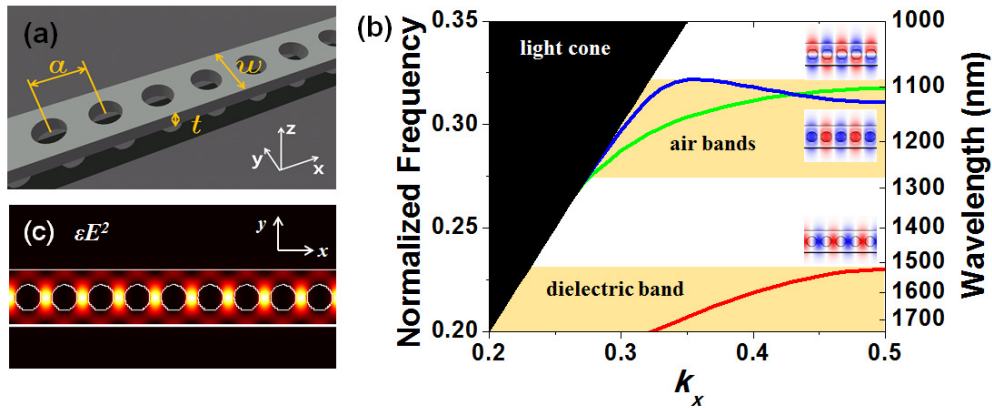 (a)
a
w
t
z
y
x
(c)
εE²
y
x
(b)
Normalized Frequency
0.35
0.30
0.25
0.20
light cone
air bands
dielectric band
0.2
0.3
0.4
0.5
kₓ
1000
1100
1200
1300
1400
1500
1600
1700
Wavelength (nm)